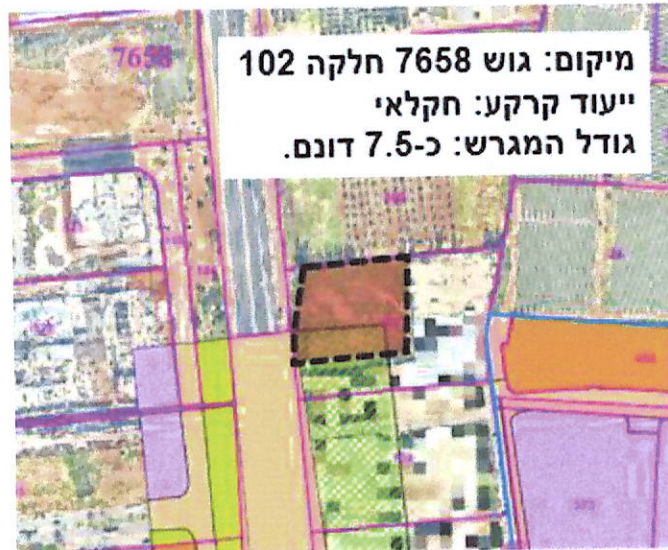 מיקום: גוש 7658 חלקה 102
ייעוד קרקע: חקלאי
גודל המגרש: כ-7.5 דונם.
7658